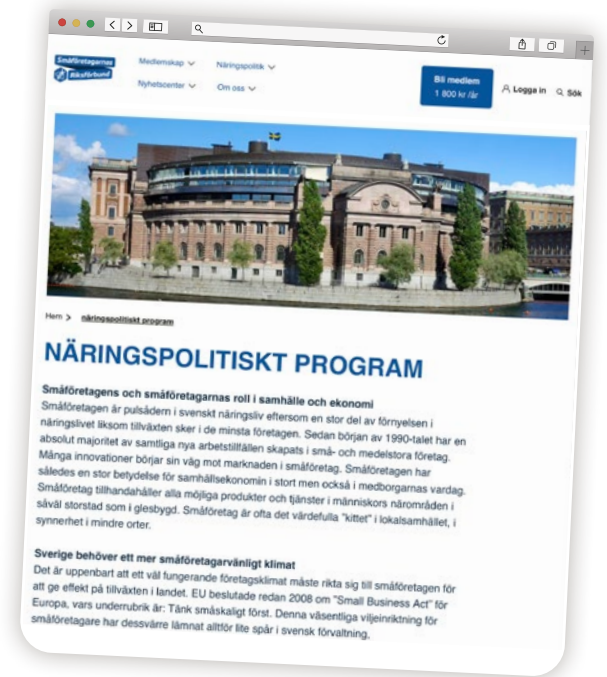 Småföretagarnas
Riksförbund
Medlemskap
Näringspolitik
Nyhetscenter
Om oss
Bli medlem
1 800 kr /år
Logga in
Sök
Hem > näringspolitiskt program
NÄRINGSPOLITISKT PROGRAM
Småföretagens och småföretagarnas roll i samhälle och ekonomi
Småföretagen är pulsådern i svenskt näringsliv eftersom en stor del av förnyelsen i
näringslivet liksom tillväxten sker i de minsta företagen. Sedan början av 1990-talet har en
absolut majoritet av samtliga nya arbetstillfällen skapats i små- och medelstora företag.
Många innovationer börjar sin väg mot marknaden i småföretag. Småföretagen har
således en stor betydelse för samhällsekonomin i stort men också i medborgarnas vardag.
Småföretag tillhandahåller alla möjliga produkter och tjänster i människors närområden i
såväl storstad som i glesbygd. Småföretag är ofta det värdefulla "kittet" i lokalsamhället, i
synnerhet i mindre orter.
Sverige behöver ett mer småföretagarvänligt klimat
Det är uppenbart att ett väl fungerande företagsklimat måste rikta sig till småföretagen för
att ge effekt på tillväxten i landet. EU beslutade redan 2008 om "Small Business Act" för
Europa, vars underrubrik är: Tänk småskaligt först. Denna väsentliga viljeinriktning för
småföretagare har dessvärre lämnat alltför lite spår i svensk förvaltning.